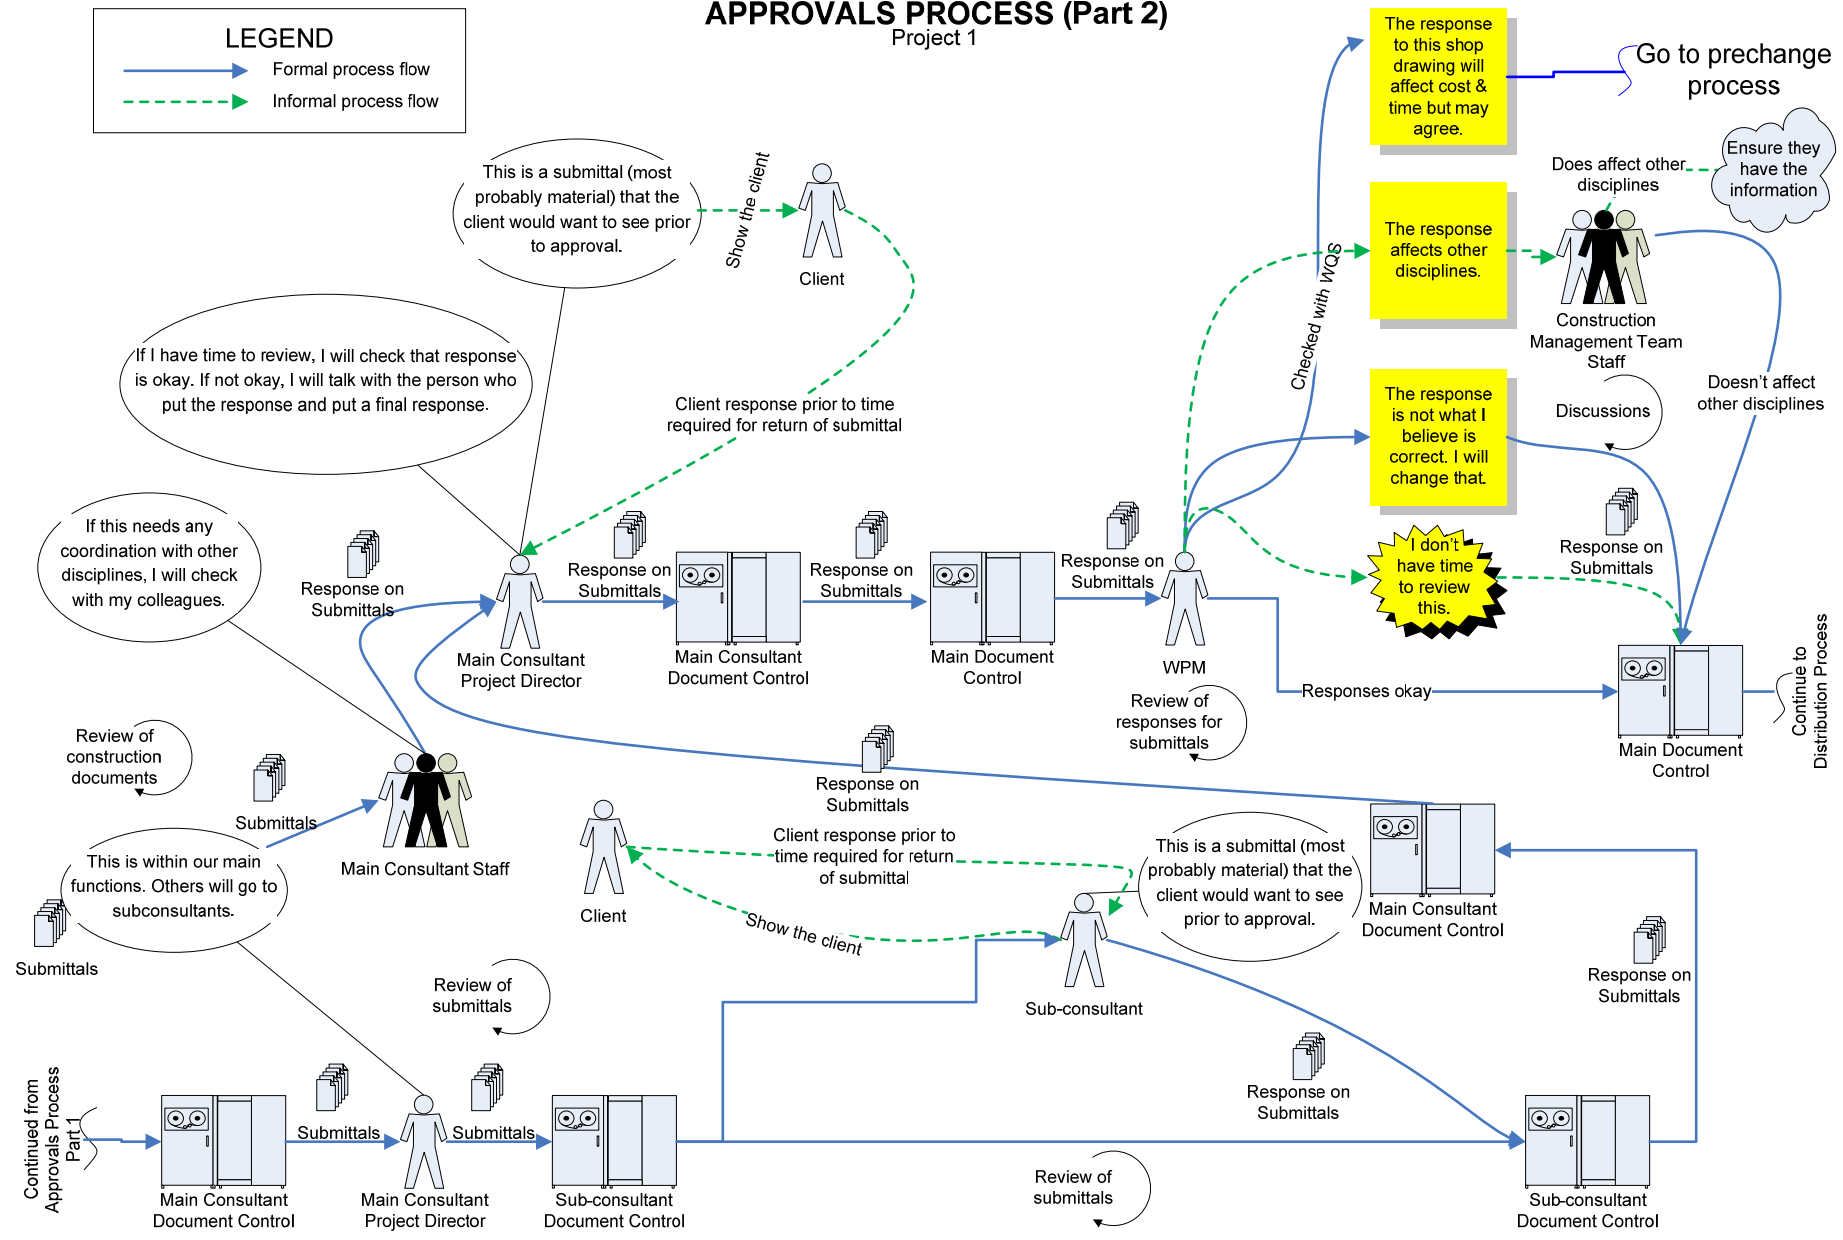 APPROVALS PROCESS (Part 2)
Project 1
LEGEND
Formal process flow
Informal process flow
The response
to this shop
drawing will
affect cost &
time but may
agree.
Go to prechange
process
This is a submittal (most
probably material) that the
client would want to see prior
to approval.
Show the client
Client
Does affect other
disciplines
Ensure they
have the
information
The response
affects other
disciplines.
Construction
Management Team
Staff
Checked with WQS
If I have time to review, I will check that response
is okay. If not okay, I will talk with the person who
put the response and put a final response.
Client response prior to time
required for return of submittal
The response
is not what I
believe is
correct. I will
change that.
Discussions
Doesn't affect
other disciplines
If this needs any
coordination with other
disciplines, I will check
with my colleagues.
Response on
Submittals
Response on
Submittals
Response on
Submittals
Response on
Submittals
I don't
have time
to review
this.
Response on
Submittals
Main Consultant
Project Director
Main Consultant
Document Control
Main Document
Control
WPM
Responses okay
Continue to
Distribution Process
Main Document
Control
Review of
responses for
submittals
Review of
construction
documents
Submittals
Response on
Submittals
Main Consultant Staff
This is within our main
functions. Others will go to
subconsultants.
Submittals
Client
Client response prior to
time required for return
of submittal
Show the client
This is a submittal (most
probably material) that the
client would want to see
prior to approval.
Main Consultant
Document Control
Sub-consultant
Response on
Submittals
Review of
submittals
Response on
Submittals
Continued from
Approvals Process
Part 1
Submittals
Submittals
Main Consultant
Document Control
Main Consultant
Project Director
Sub-consultant
Document Control
Review of
submittals
Sub-consultant
Document Control